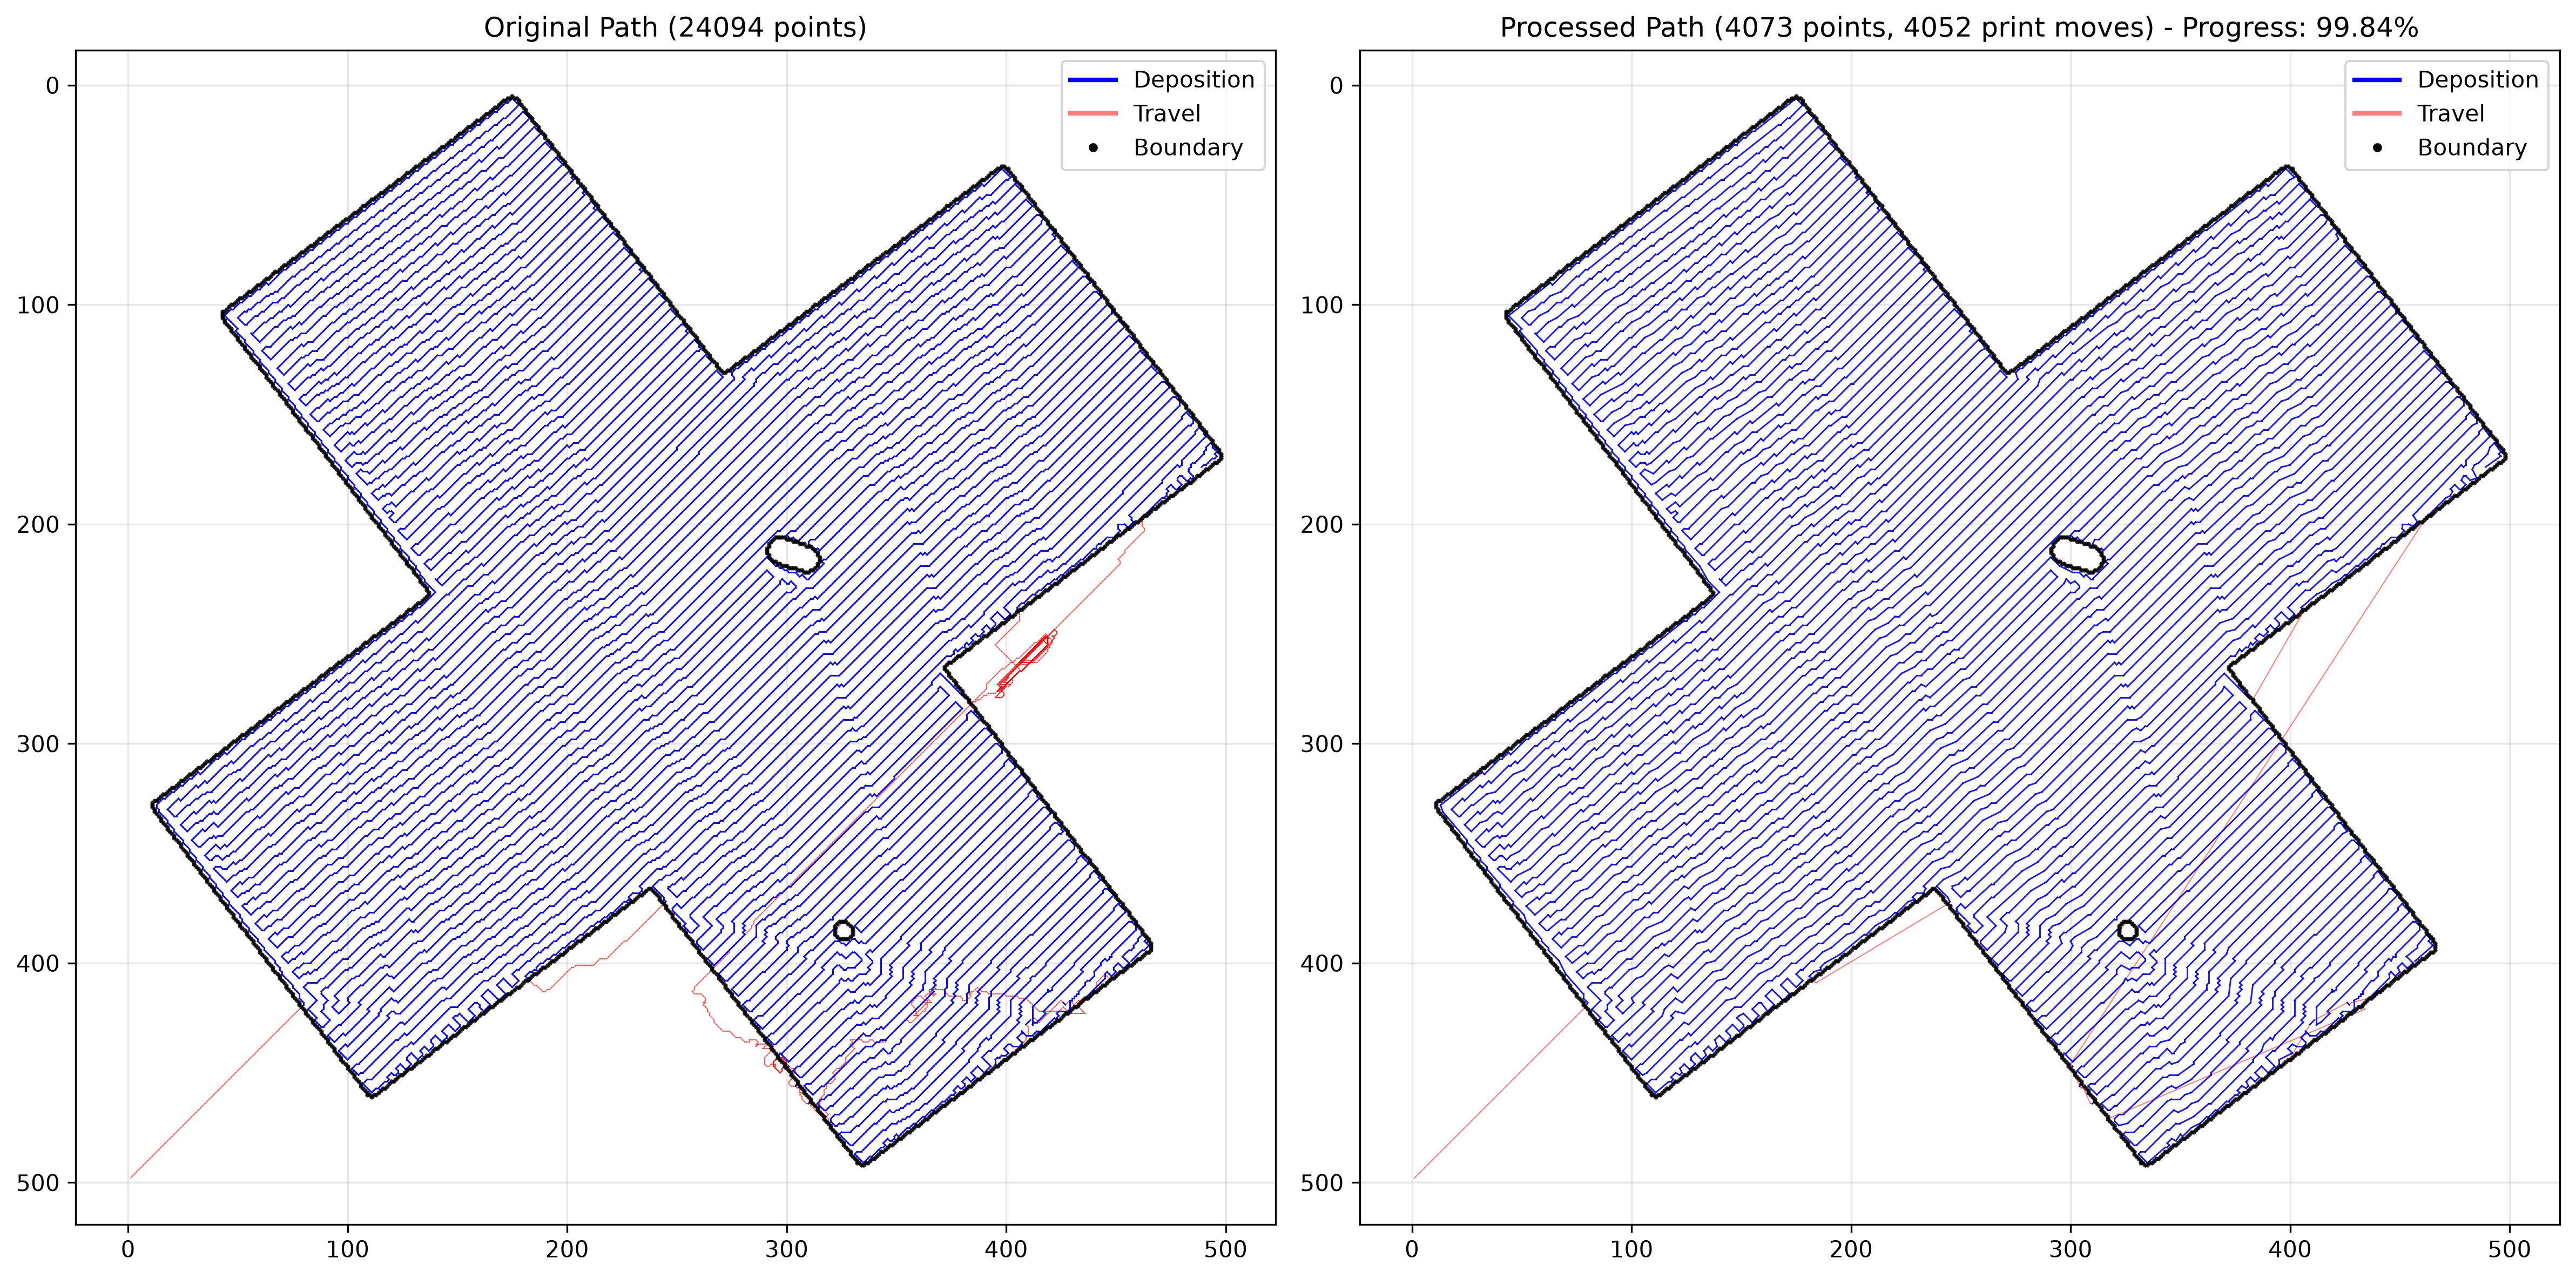 Original Path (24094 points)
Deposition
Travel
Boundary
0
100
200
300
400
500
0 100 200 300 400 500
Processed Path (4073 points, 4052 print moves) - Progress: 99.84%
Deposition
Travel
Boundary
0
100
200
300
400
500
0 100 200 300 400 500